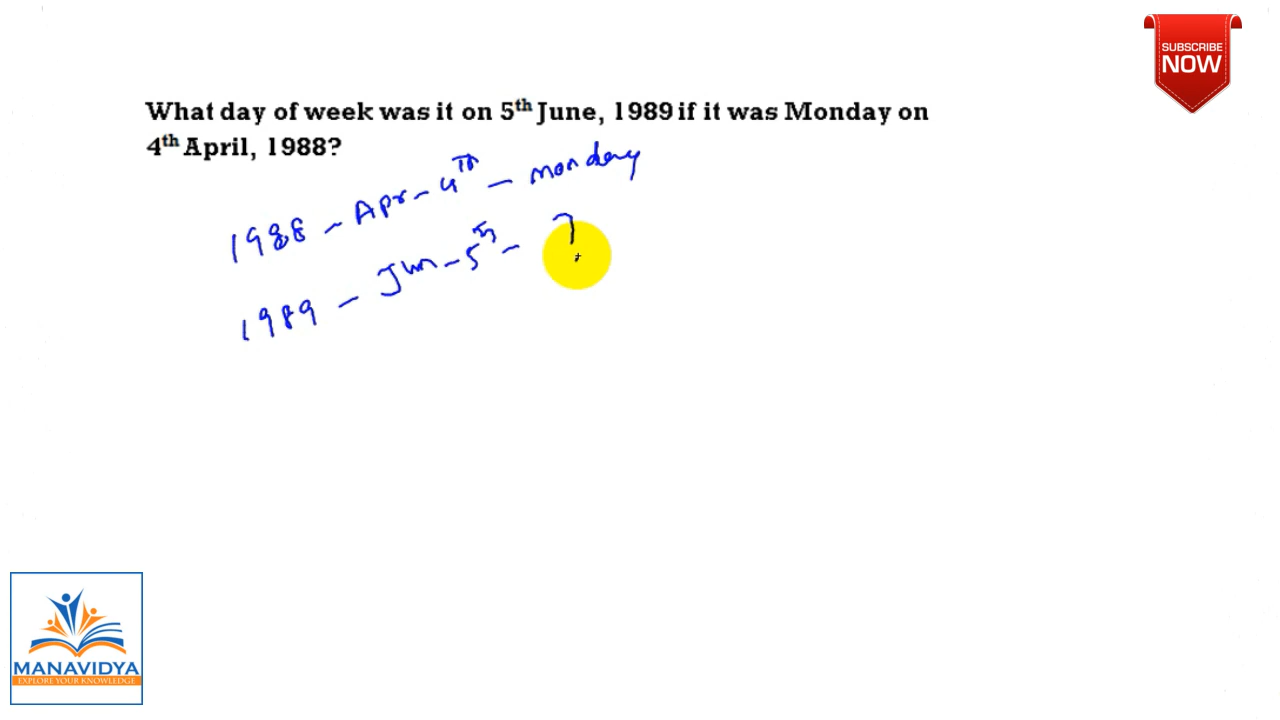 SUBSCRIBE
NOW
What day of week was it on 5th June, 1989 if it was Monday on
4th April, 1988?
1988 - Apr - 4th - monday
1989 - Jun - 5th - ?
MANAVIDYA
EXPLORE YOUR KNOWLEDGE